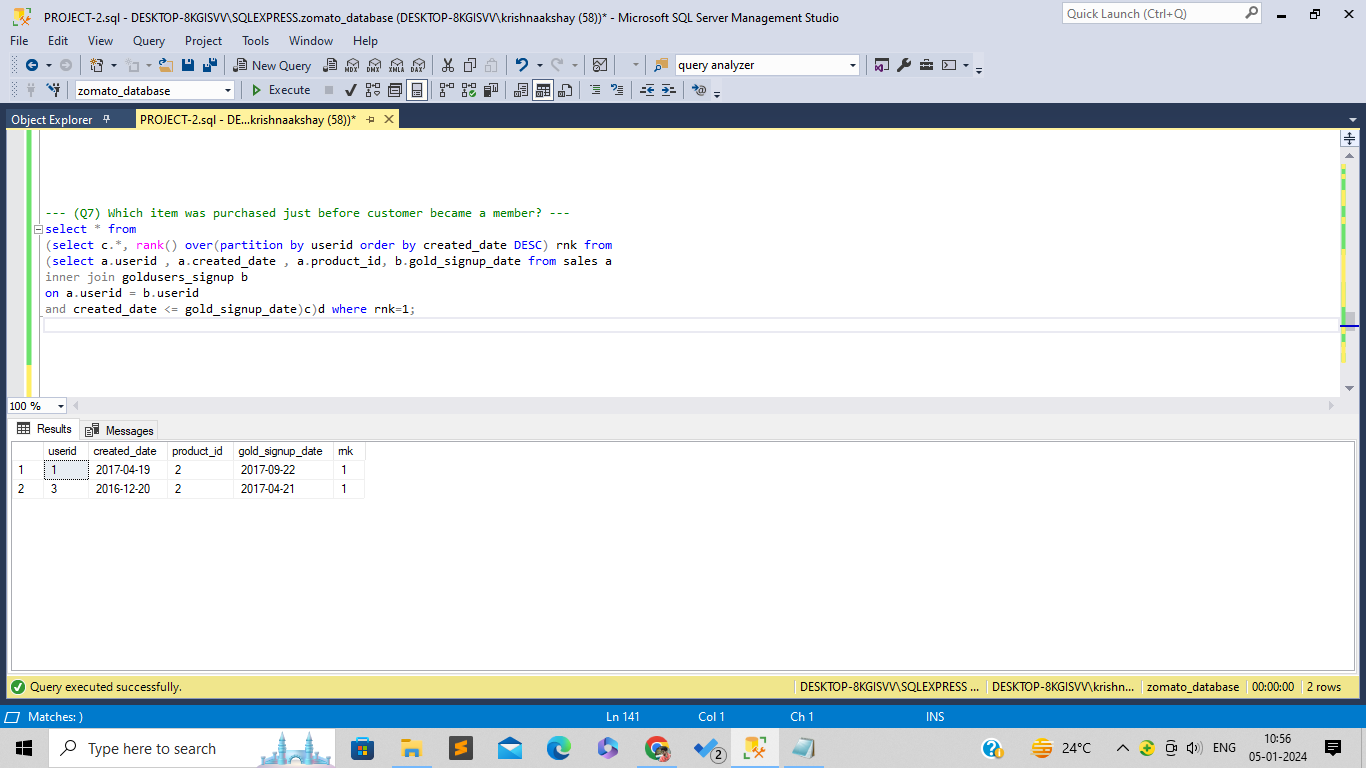 PROJECT-2.sql - DESKTOP-8KGISVV\SQLEXPRESS.zomato_database (DESKTOP-8KGISVV\krishnaakshay (58))* - Microsoft SQL Server Management Studio
Quick Launch (Ctrl+Q)
File Edit View Query Project Tools Window Help
New Query MDX DMX XMLA DAX query analyzer
zomato_database Execute
Object Explorer PROJECT-2.sql - DE...krishnaakshay (58))*
--- (Q7) Which item was purchased just before customer became a member? ---
select * from
(select c.*, rank() over(partition by userid order by created_date DESC) rnk from
(select a.userid , a.created_date , a.product_id, b.gold_signup_date from sales a
inner join goldusers_signup b
on a.userid = b.userid
and created_date <= gold_signup_date)c)d where rnk=1;
100 %
Results Messages
userid created_date product_id gold_signup_date rnk
1 1 2017-04-19 2 2017-09-22 1
2 3 2016-12-20 2 2017-04-21 1
Query executed successfully. DESKTOP-8KGISVV\SQLEXPRESS ... DESKTOP-8KGISVV\krishn... zomato_database 00:00:00 2 rows
Matches: ) Ln 141 Col 1 Ch 1 INS
Type here to search 2 24°C ENG 10:56
05-01-2024